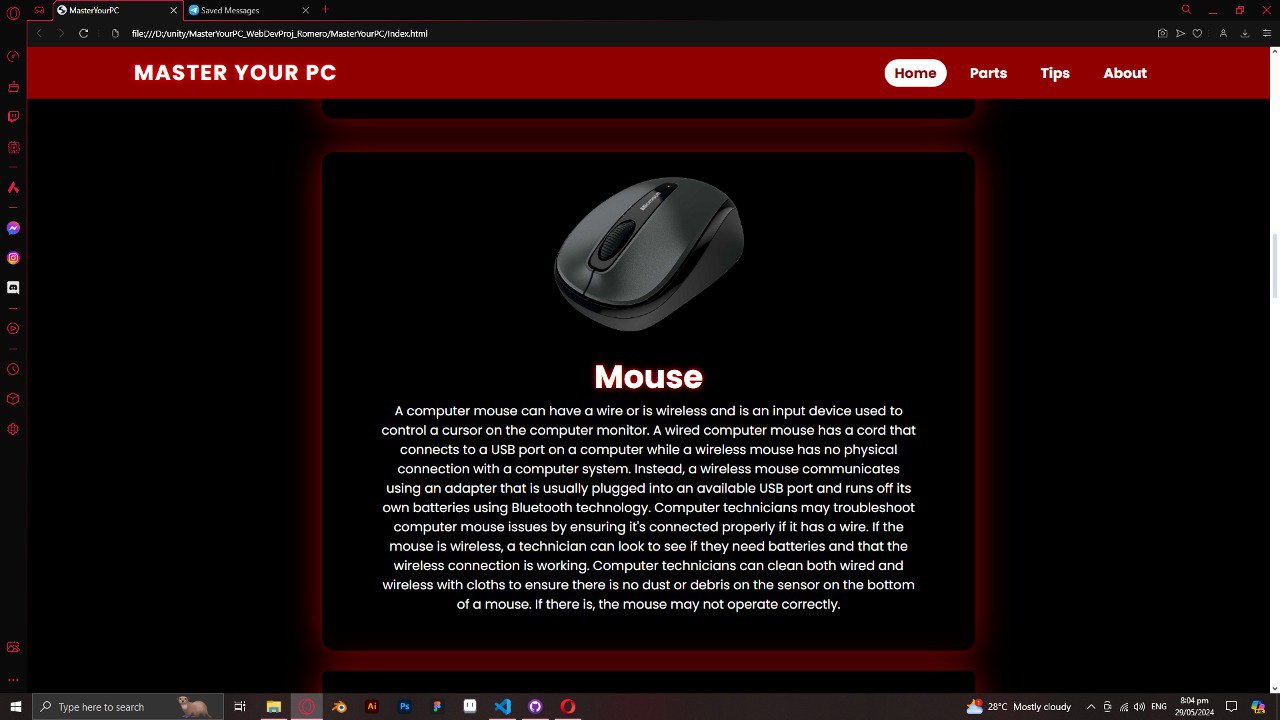 MasterYourPC
Saved Messages
file:///D:/unity/MasterYourPC_WebDevProj_Romero/MasterYourPC/Index.html
MASTER YOUR PC
Home
Parts
Tips
About
Microsoft
Mouse
A computer mouse can have a wire or is wireless and is an input device used to
control a cursor on the computer monitor. A wired computer mouse has a cord that
connects to a USB port on a computer while a wireless mouse has no physical
connection with a computer system. Instead, a wireless mouse communicates
using an adapter that is usually plugged into an available USB port and runs off its
own batteries using Bluetooth technology. Computer technicians may troubleshoot
computer mouse issues by ensuring it's connected properly if it has a wire. If the
mouse is wireless, a technician can look to see if they need batteries and that the
wireless connection is working. Computer technicians can clean both wired and
wireless with cloths to ensure there is no dust or debris on the sensor on the bottom
of a mouse. If there is, the mouse may not operate correctly.
Type here to search
Ai
Ps
2
28°C Mostly cloudy
ENG
8:04 pm
29/05/2024